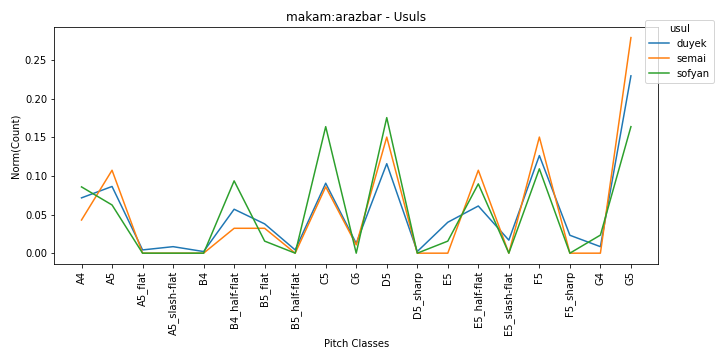 makam:arazbar - Usuls
usul
duyek
semai
sofyan
Norm(Count)
0.25
0.20
0.15
0.10
0.05
0.00
A4
A5
A5_flat
A5_slash-flat
B4
B4_half-flat
B5_flat
B5_half-flat
C5
C6
D5
D5_sharp
E5
E5_half-flat
E5_slash-flat
F5
F5_sharp
G4
G5
Pitch Classes